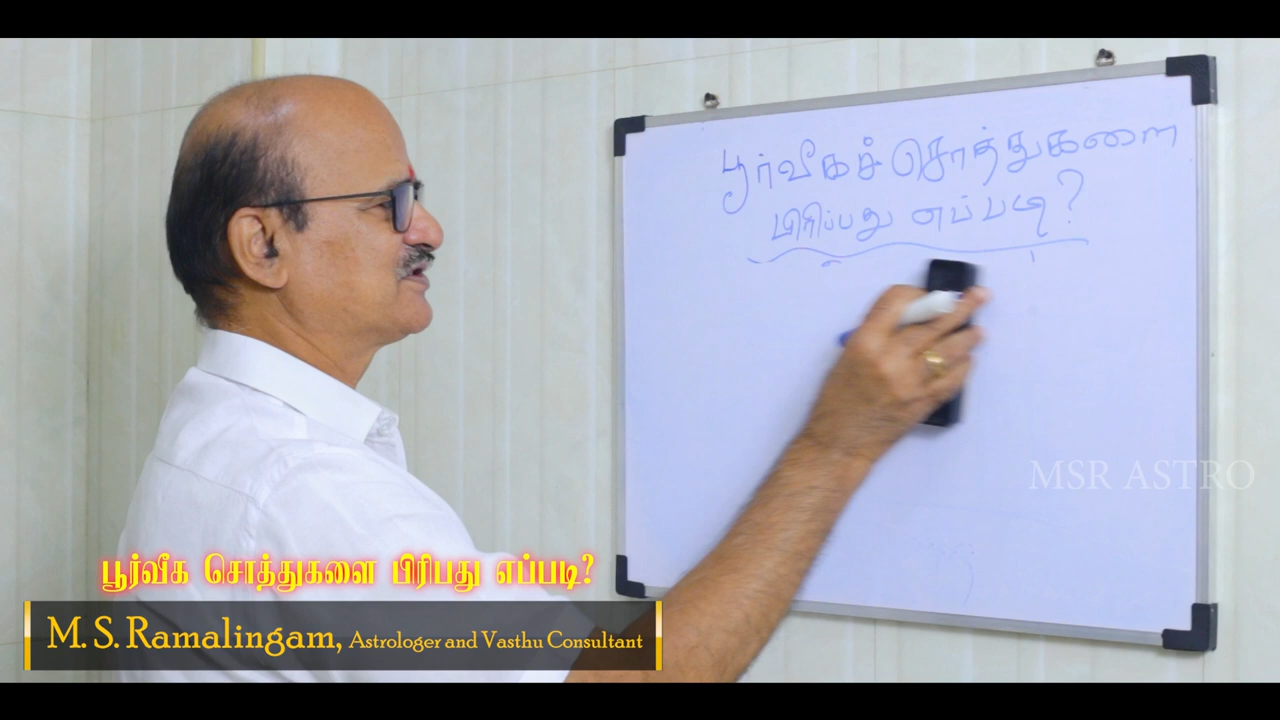 பூர்வீகச் சொத்துகளை
பிரிப்பது எப்படி?
MSR ASTRO
பூர்வீக சொத்துகளை பிரிபது எப்படி?
M. S. Ramalingam, Astrologer and Vasthu Consultant